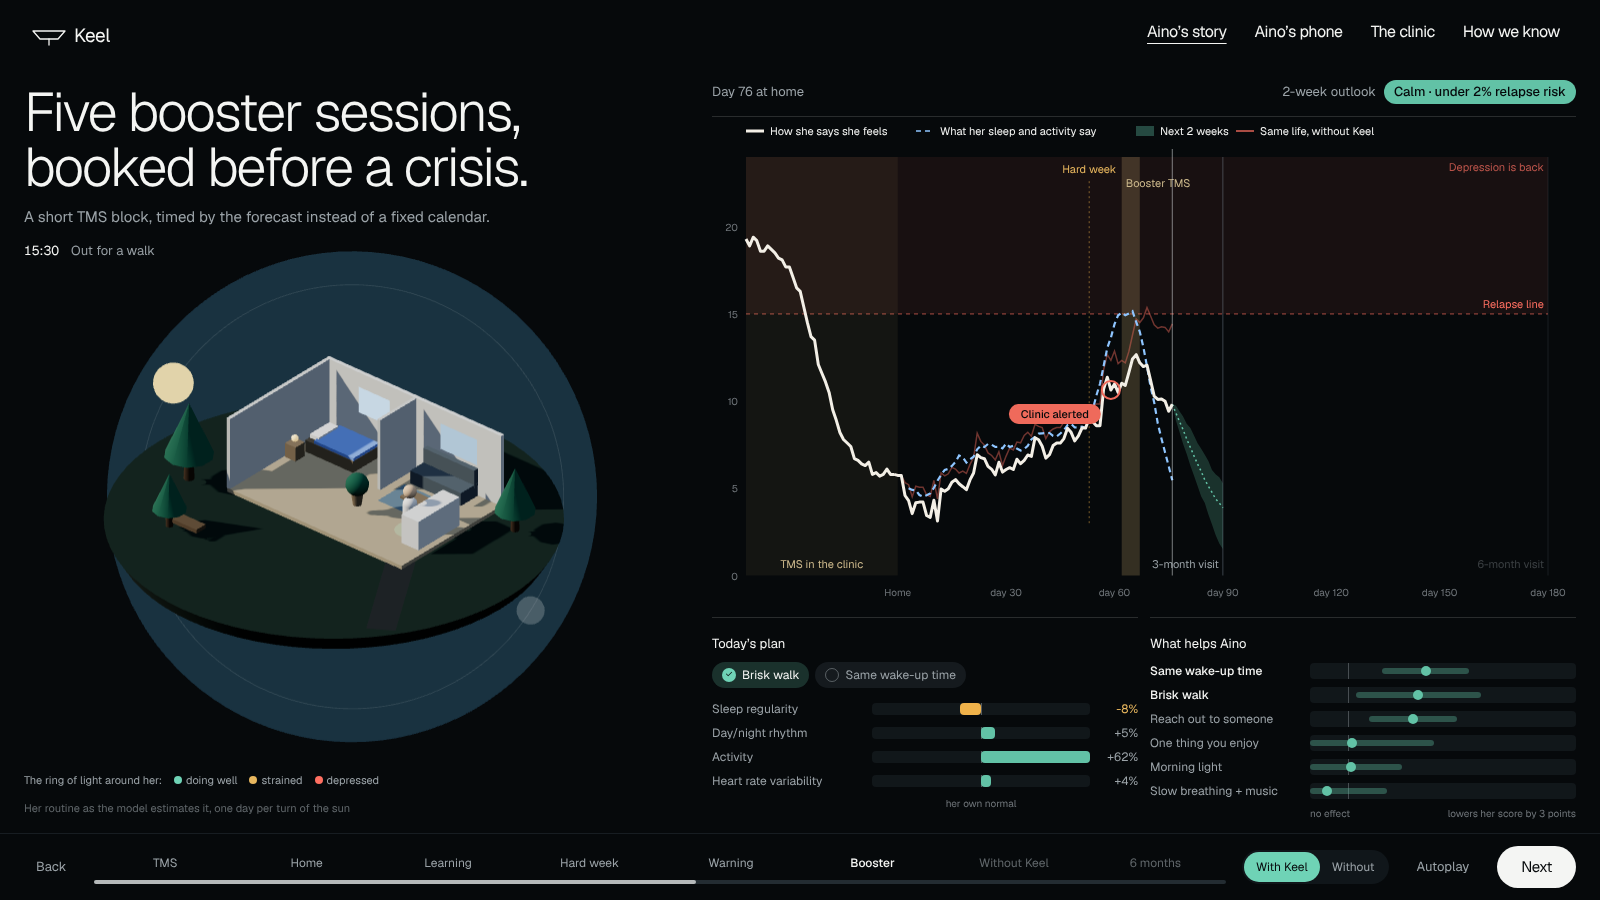 Keel
Aino's story
Aino's phone
The clinic
How we know
Five booster sessions,
booked before a crisis.
A short TMS block, timed by the forecast instead of a fixed calendar.
15:30 Out for a walk
The ring of light around her: doing well strained depressed
Her routine as the model estimates it, one day per turn of the sun
Day 76 at home
2-week outlook Calm · under 2% relapse risk
How she says she feels What her sleep and activity say Next 2 weeks Same life, without Keel
Hard week
Depression is back
Booster TMS
20
Relapse line
15
10
Clinic alerted
5
TMS in the clinic
3-month visit
6-month visit
0
Home day 30 day 60 day 90 day 120 day 150 day 180
Today's plan
Brisk walk Same wake-up time
Sleep regularity -8%
Day/night rhythm +5%
Activity +62%
Heart rate variability +4%
her own normal
What helps Aino
Same wake-up time
Brisk walk
Reach out to someone
One thing you enjoy
Morning light
Slow breathing + music
no effect lowers her score by 3 points
Back
TMS Home Learning Hard week Warning Booster Without Keel 6 months
With Keel Without
Autoplay
Next